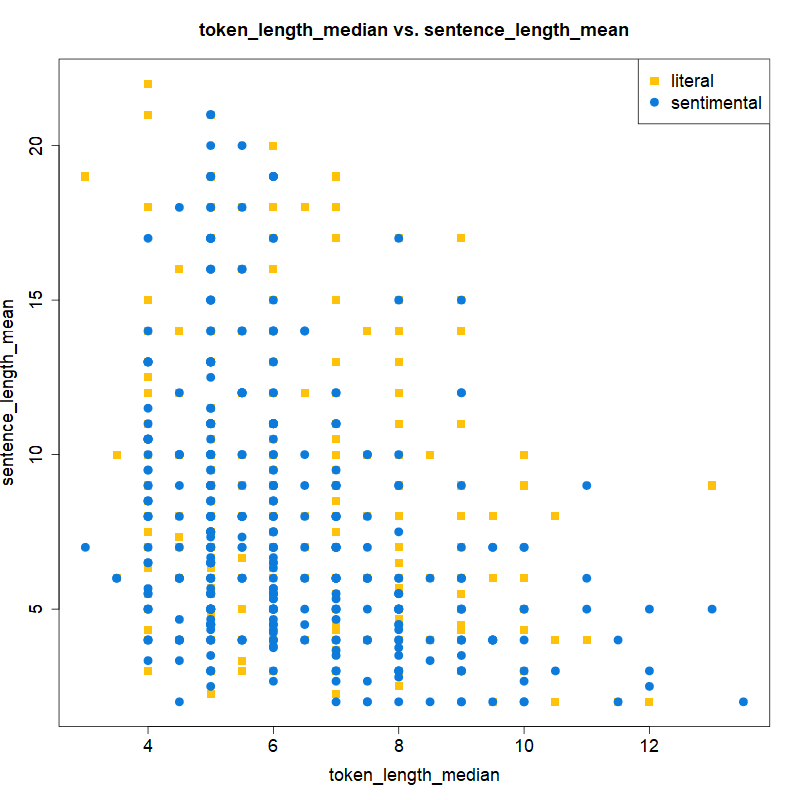 token_length_median vs. sentence_length_mean
literal
sentimental
20
15
10
5
sentence_length_mean
4
6
8
10
12
token_length_median